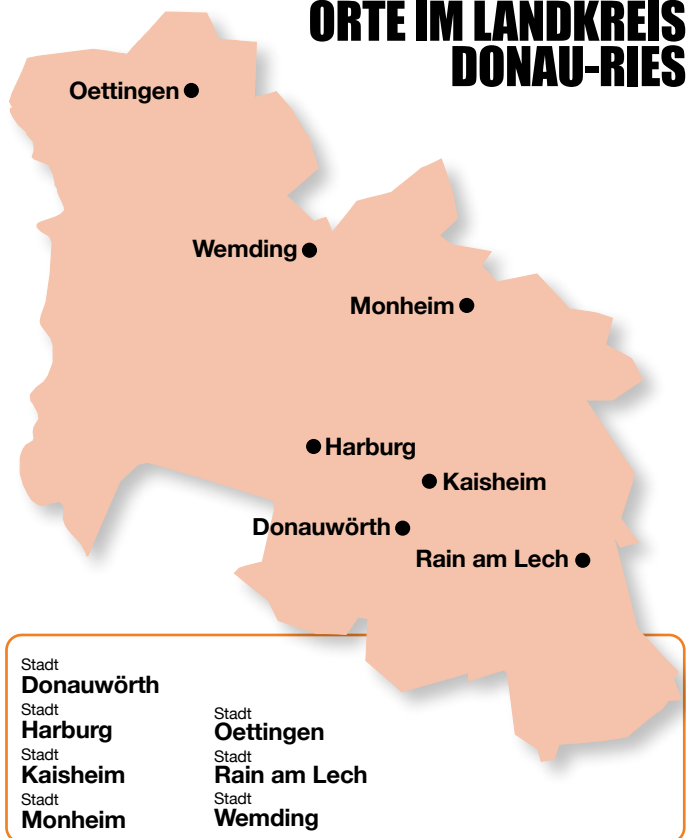 ORTE IM LANDKREIS
DONAU-RIES
Oettingen
Wemding
Monheim
Harburg
Kaisheim
Donauwörth
Rain am Lech
Stadt
Donauwörth
Stadt
Harburg
Stadt
Kaisheim
Stadt
Monheim
Stadt
Oettingen
Stadt
Rain am Lech
Stadt
Wemding